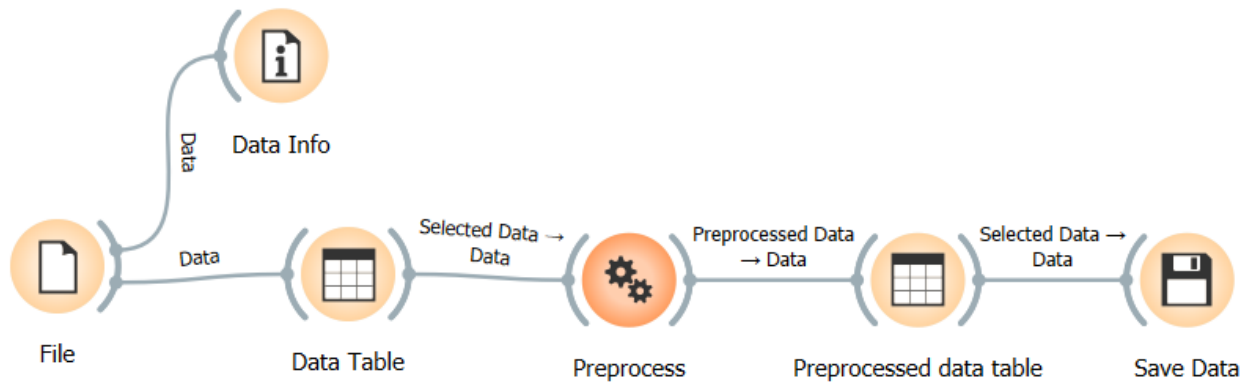 Data Info
Data
File
Data
Data Table
Selected Data →
Data
Preprocess
Preprocessed Data
→ Data
Preprocessed data table
Selected Data →
Data
Save Data